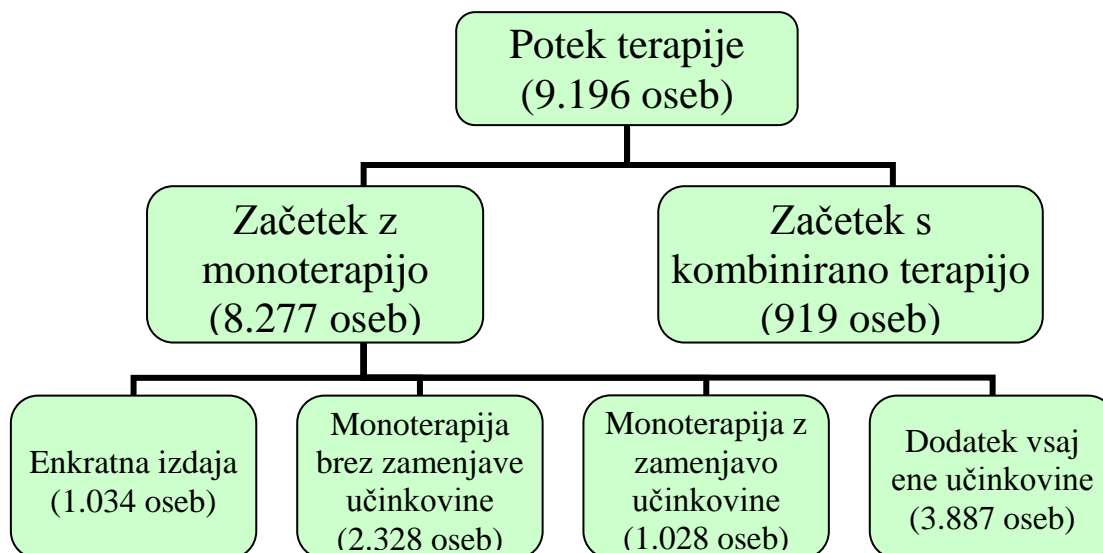 Potek terapije
(9.196 oseb)
Začetek z
monoterapijo
(8.277 oseb)
Začetek s
kombinirano terapijo
(919 oseb)
Enkratna izdaja
(1.034 oseb)
Monoterapija
brez zamenjave
učinkovine
(2.328 oseb)
Monoterapija z
zamenjavo
učinkovine
(1.028 oseb)
Dodatek vsaj
ene učinkovine
(3.887 oseb)